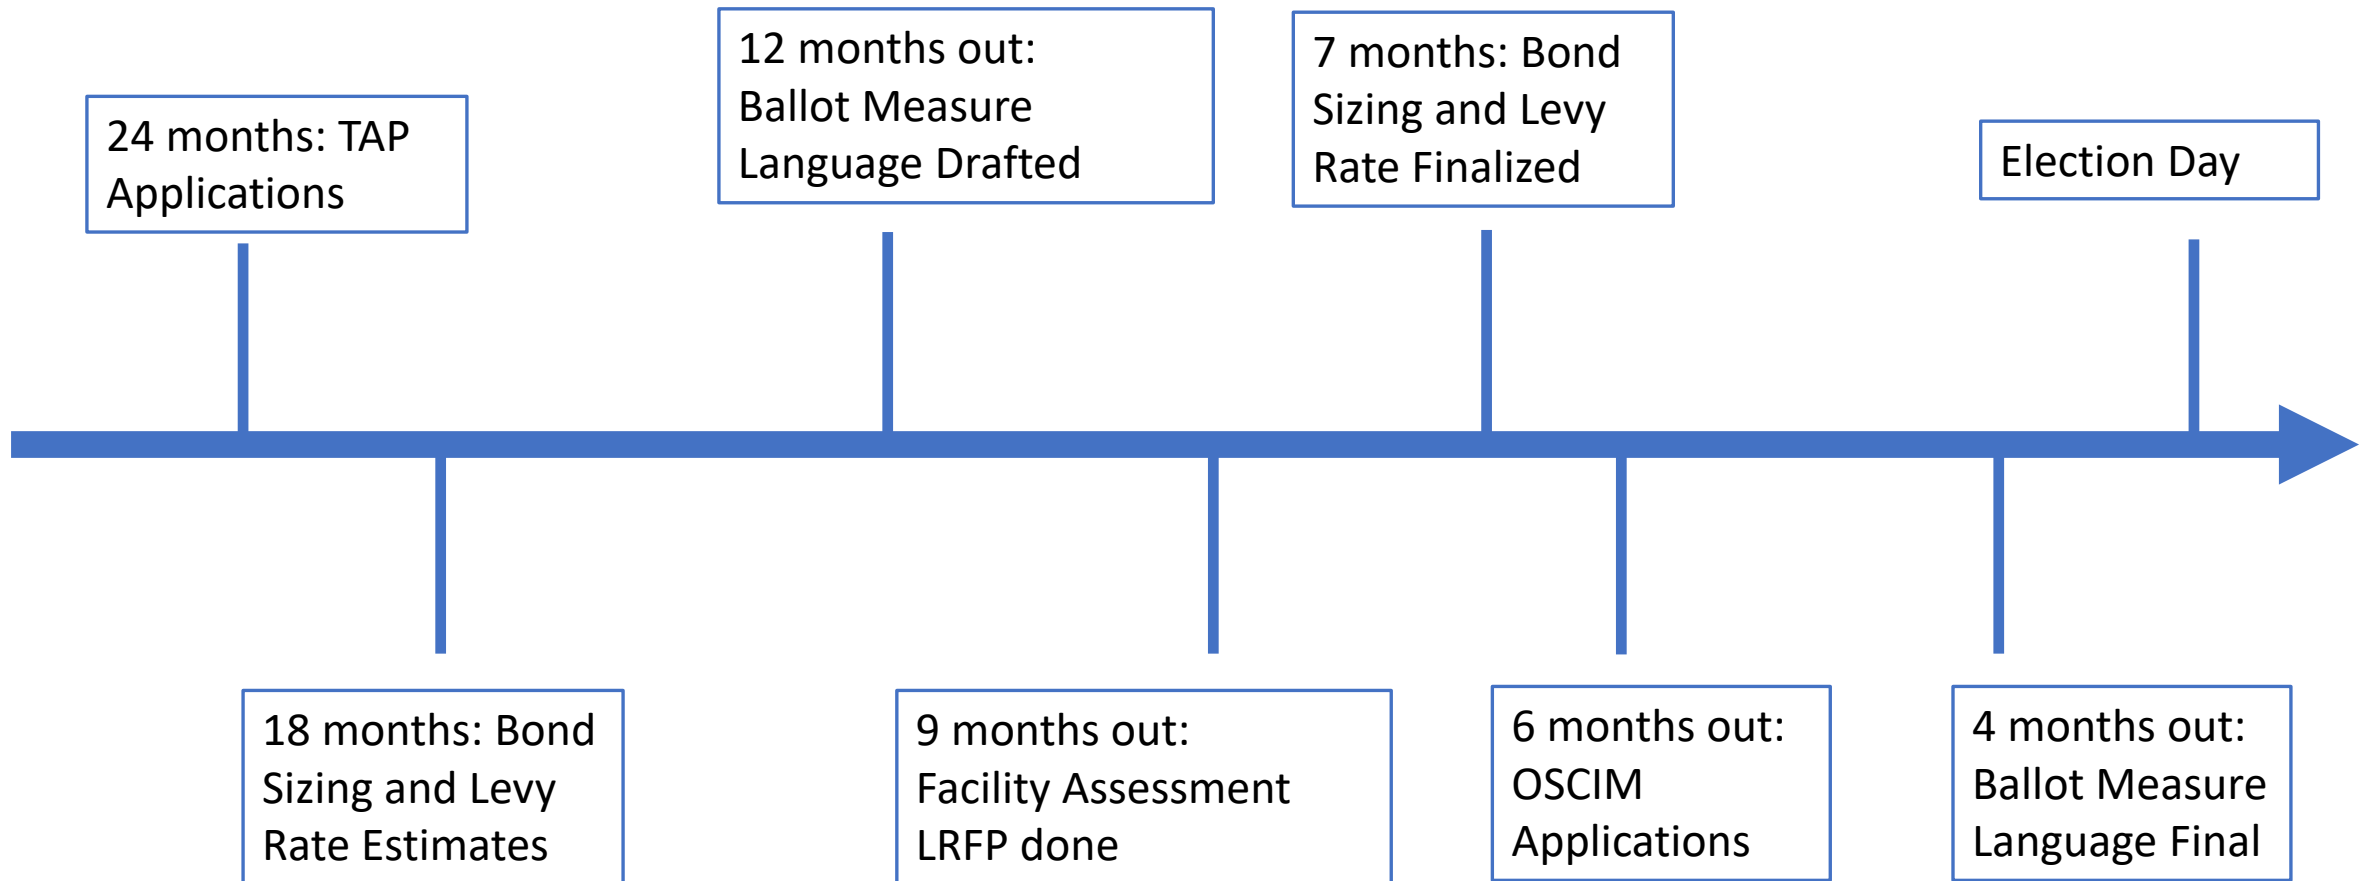 24 months: TAP
Applications
12 months out:
Ballot Measure
Language Drafted
7 months: Bond
Sizing and Levy
Rate Finalized
Election Day
18 months: Bond
Sizing and Levy
Rate Estimates
9 months out:
Facility Assessment
LRFP done
6 months out:
OSCIM
Applications
4 months out:
Ballot Measure
Language Final